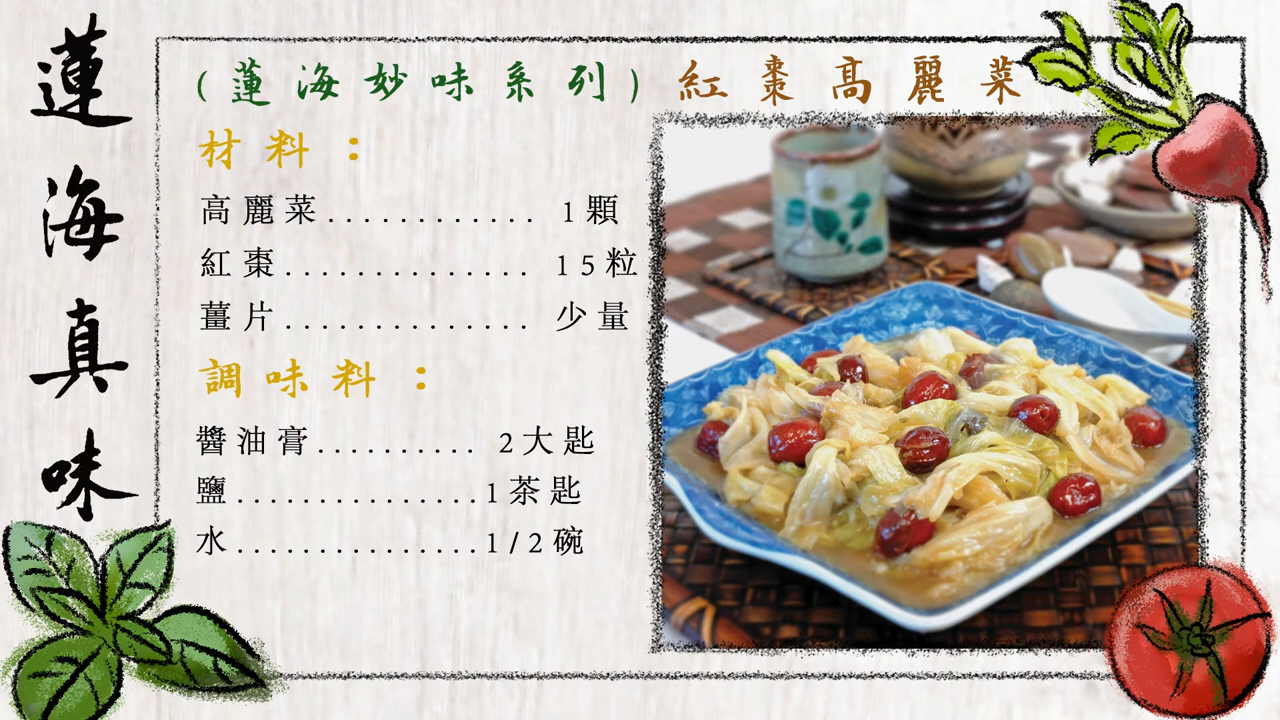 蓮海真味
(蓮海妙味系列) 紅棗高麗菜
材料：
高麗菜............. 1顆
紅棗............... 15粒
薑片............... 少量
調味料：
醬油膏.......... 2大匙
鹽...............1茶匙
水...............1/2碗